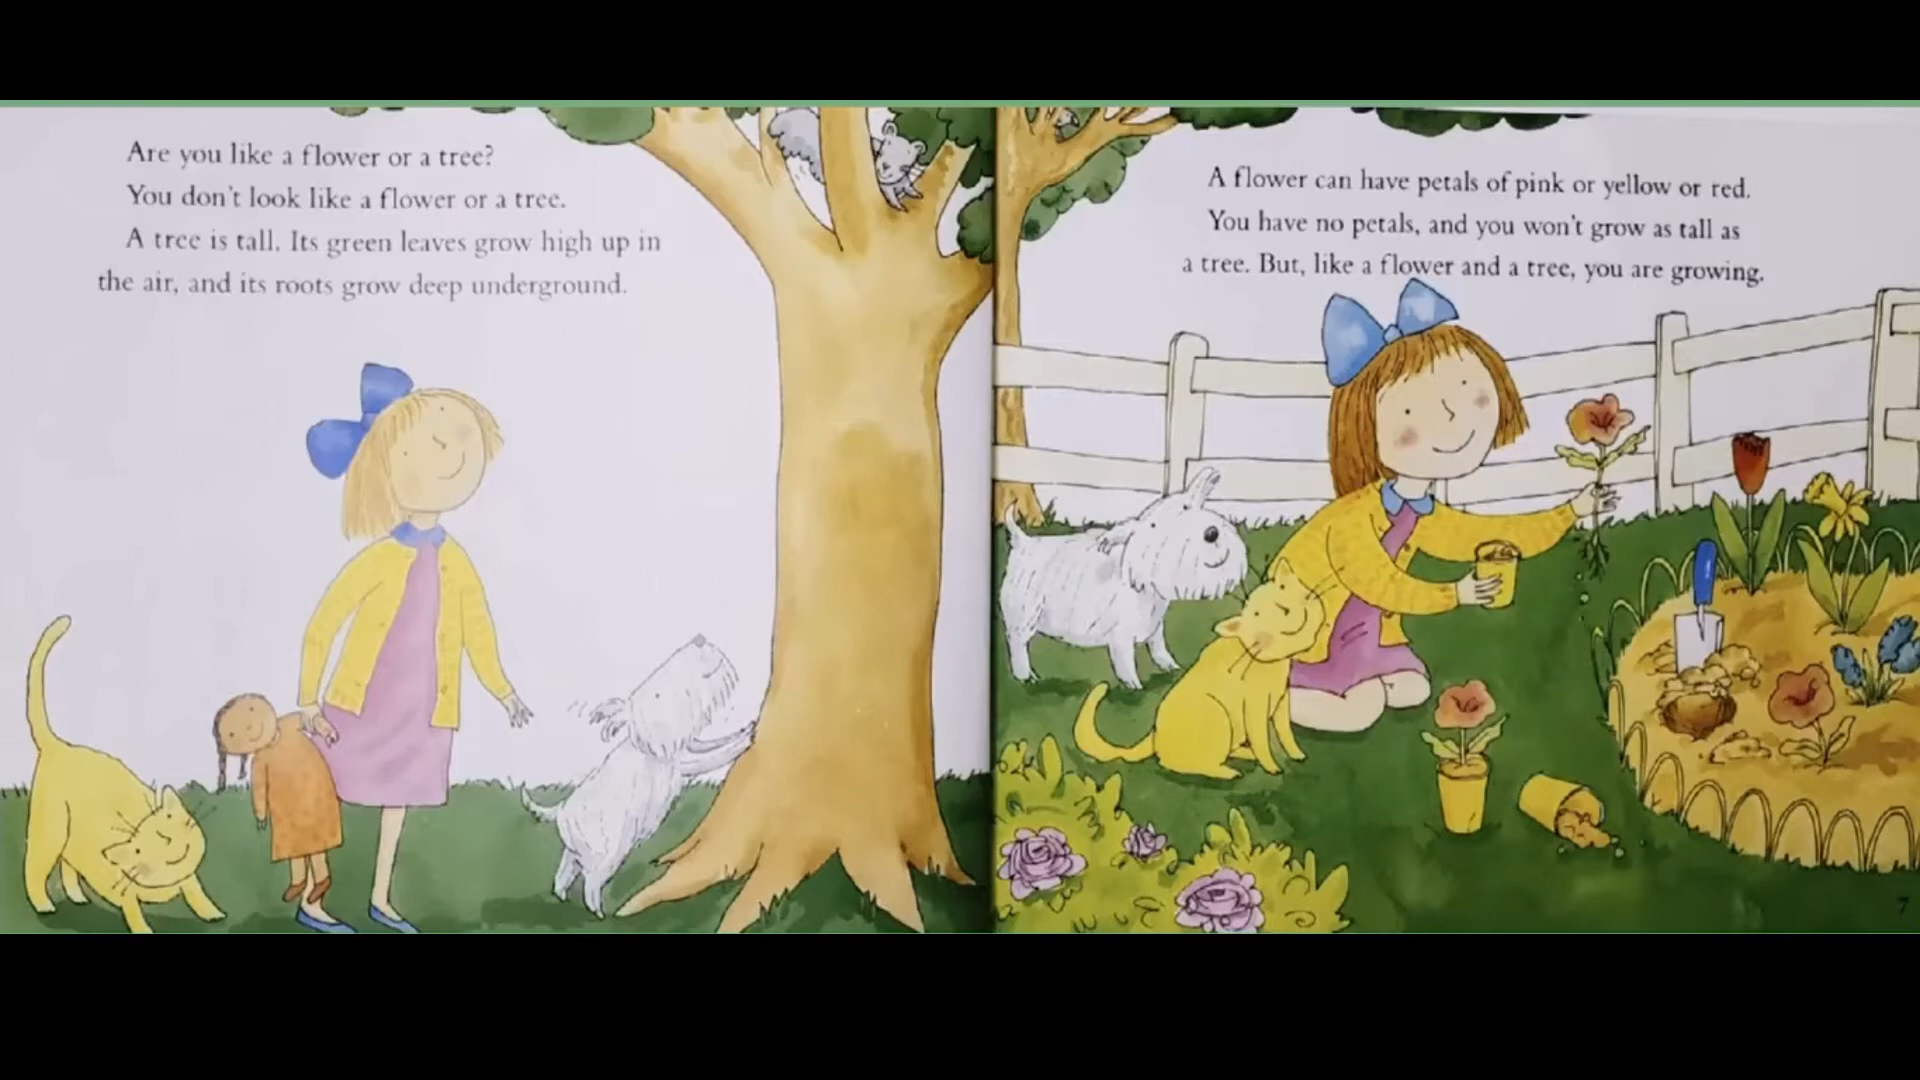 Are you like a flower or a tree?
You don't look like a flower or a tree.
A tree is tall. Its green leaves grow high up in
the air, and its roots grow deep underground.
A flower can have petals of pink or yellow or red.
You have no petals, and you won't grow as tall as
a tree. But, like a flower and a tree, you are growing.
7